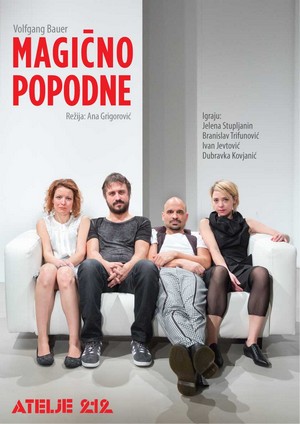 Volfgang Bauer
MAGIČNO
POPODNE
Režija: Ana Grigorović
Igraju:
Jelena Stupljanin
Branislav Trifunović
Ivan Jevtović
Dubravka Kovjanić
ATELJE 212